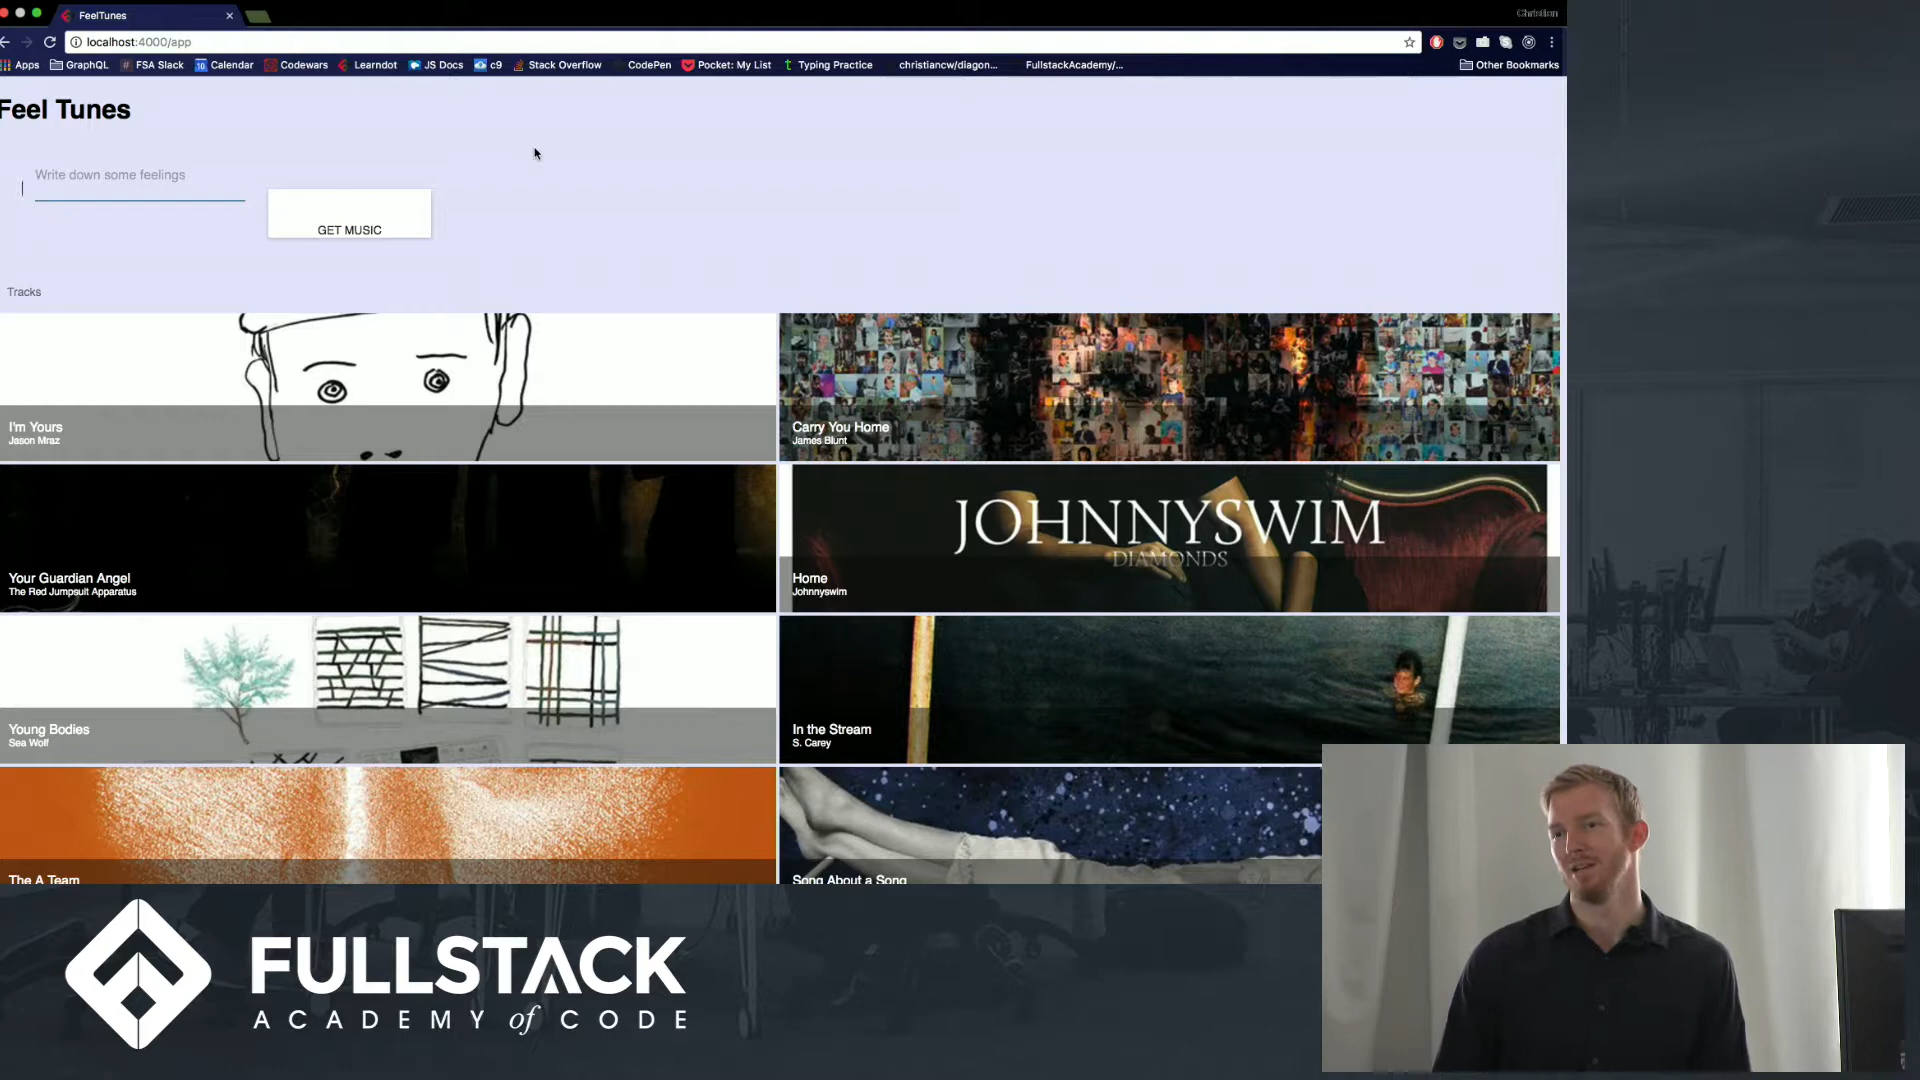 FeelTunes
Christian
localhost:4000/app
Apps GraphQL FSA Slack Calendar Codewars Learndot JS Docs c9 Stack Overflow CodePen Pocket: My List Typing Practice christiancw/diagon... FullstackAcademy/... Other Bookmarks
Feel Tunes
Write down some feelings
GET MUSIC
Tracks
I'm Yours
Jason Mraz
Carry You Home
James Blunt
JOHNNYSWIM
DIAMONDS
Your Guardian Angel
The Red Jumpsuit Apparatus
Home
Johnnyswim
Young Bodies
Sea Wolf
In the Stream
S. Carey
The A Team
Song About a Song
FULLSTACK
ACADEMY of CODE